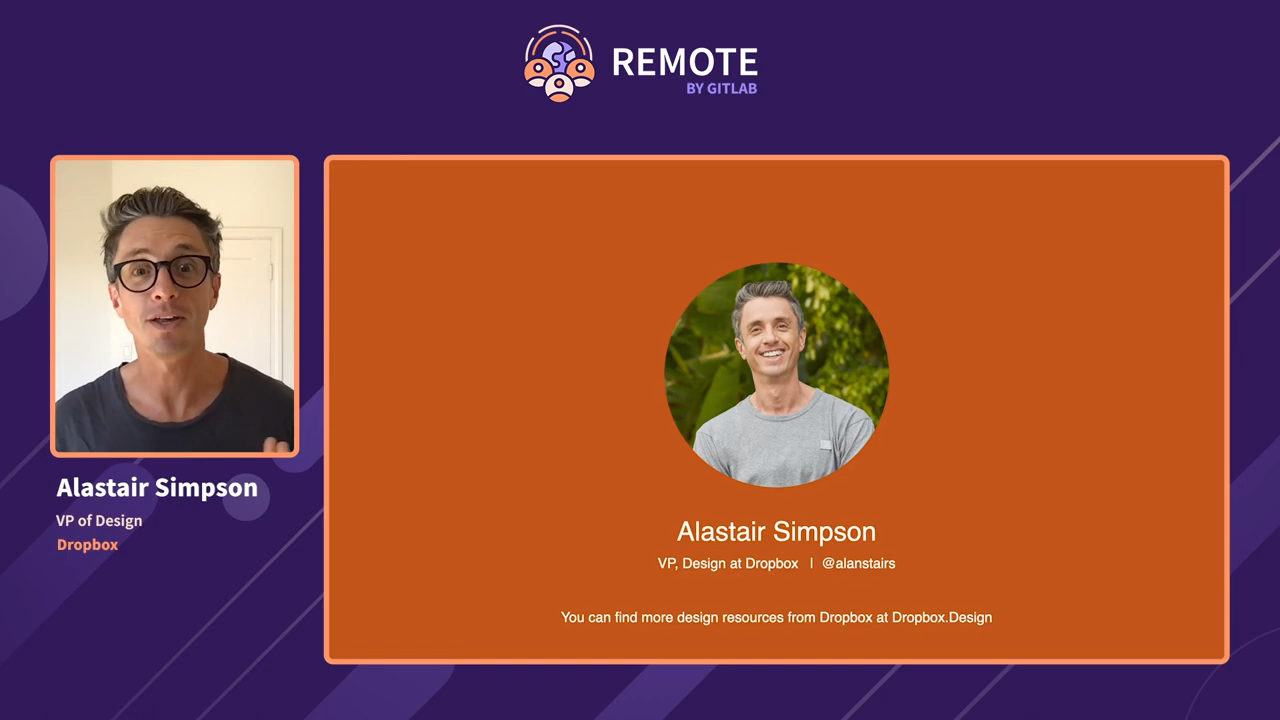 REMOTE
BY GITLAB
Alastair Simpson
VP of Design
Dropbox
Alastair Simpson
VP, Design at Dropbox | @alanstairs
You can find more design resources from Dropbox at Dropbox.Design